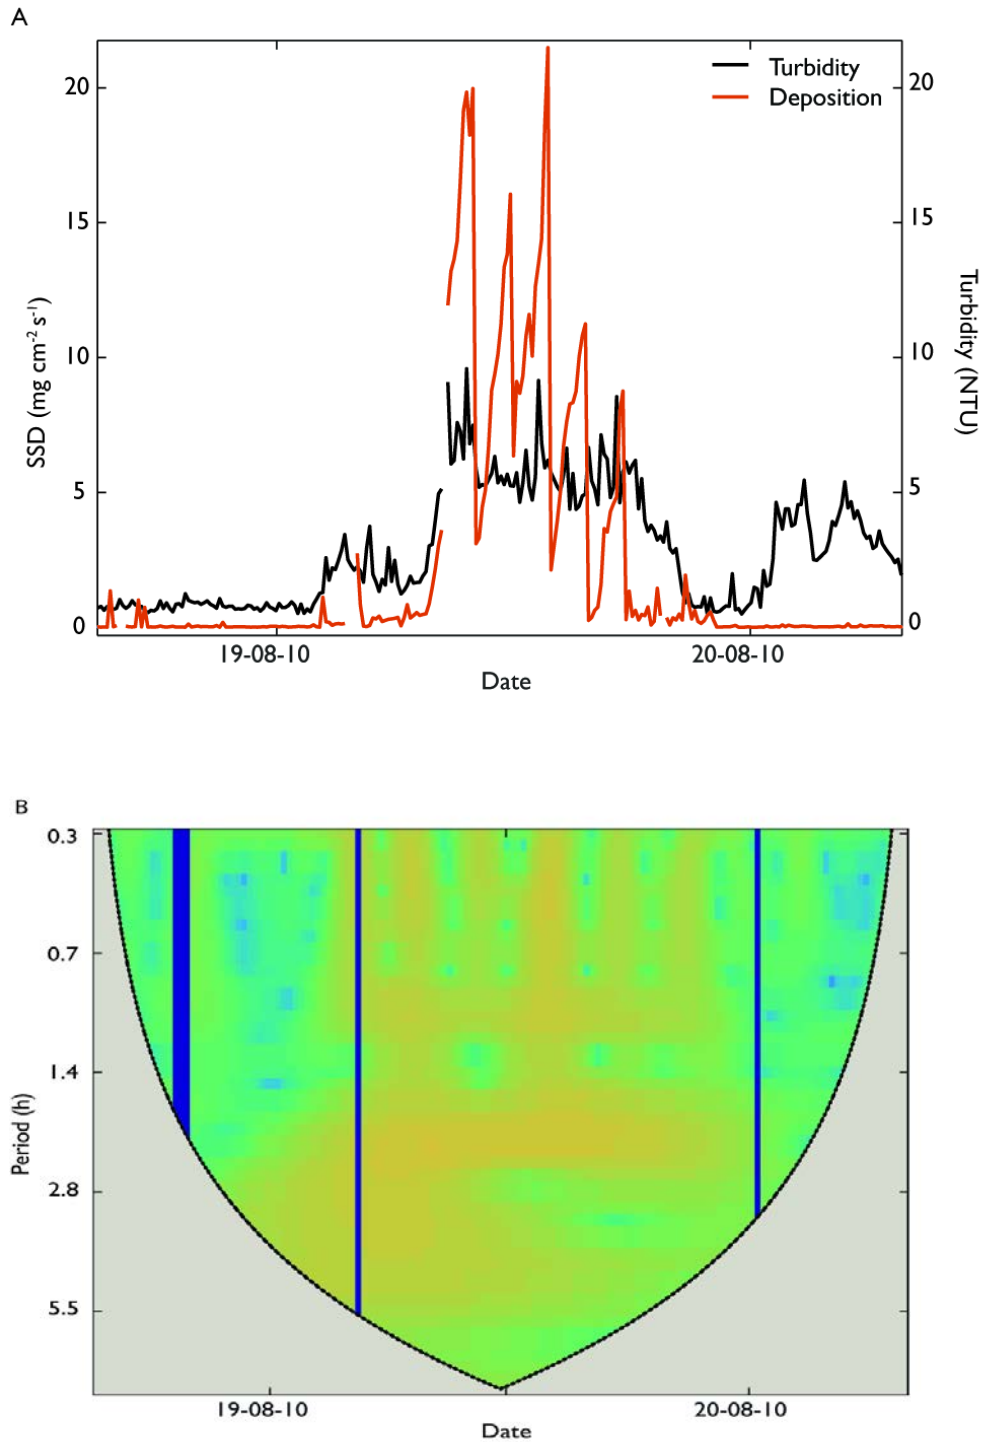 A
Turbidity
Deposition
20
15
10
5
0
20
15
10
5
0
SSD (mg cm⁻² s⁻¹)
Turbidity (NTU)
19-08-10
20-08-10
Date
B
0.3
0.7
1.4
2.8
5.5
Period (h)
19-08-10
20-08-10
Date